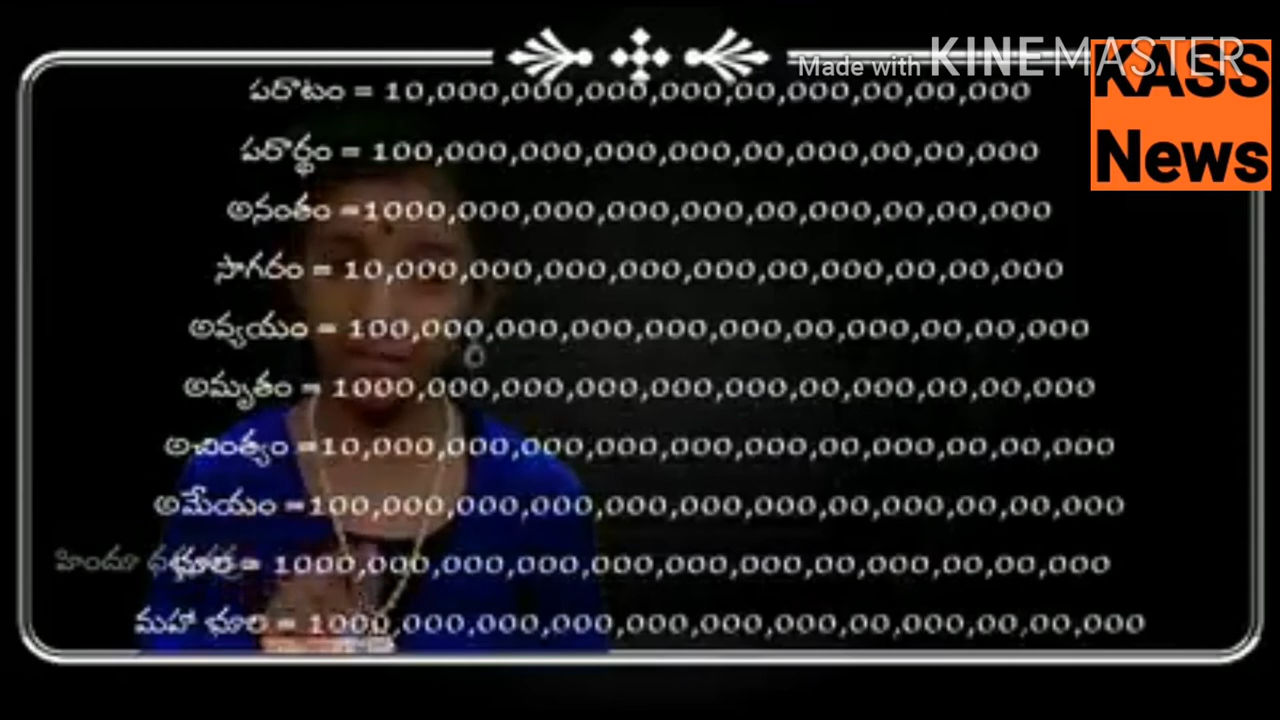 Made with KINEMASTER
KASS
News
పరాటం = 10,000,000,000,000,00,000,00,00,000
పరార్థం = 100,000,000,000,000,00,000,00,00,000
అనంతం =1000,000,000,000,000,00,000,00,00,000
సాగరం = 10,000,000,000,000,000,00,000,00,00,000
అవ్యయం = 100,000,000,000,000,000,00,000,00,00,000
అమృతం = 1000,000,000,000,000,000,00,000,00,00,000
అచింత్యం =10,000,000,000,000,000,000,00,000,00,00,000
అమేయం =100,000,000,000,000,000,000,00,000,00,00,000
హిందూ భూరి = 1000,000,000,000,000,000,000,00,000,00,00,000
మహా భూరి = 1000,000,000,000,000,000,000,000,00,000,00,00,000